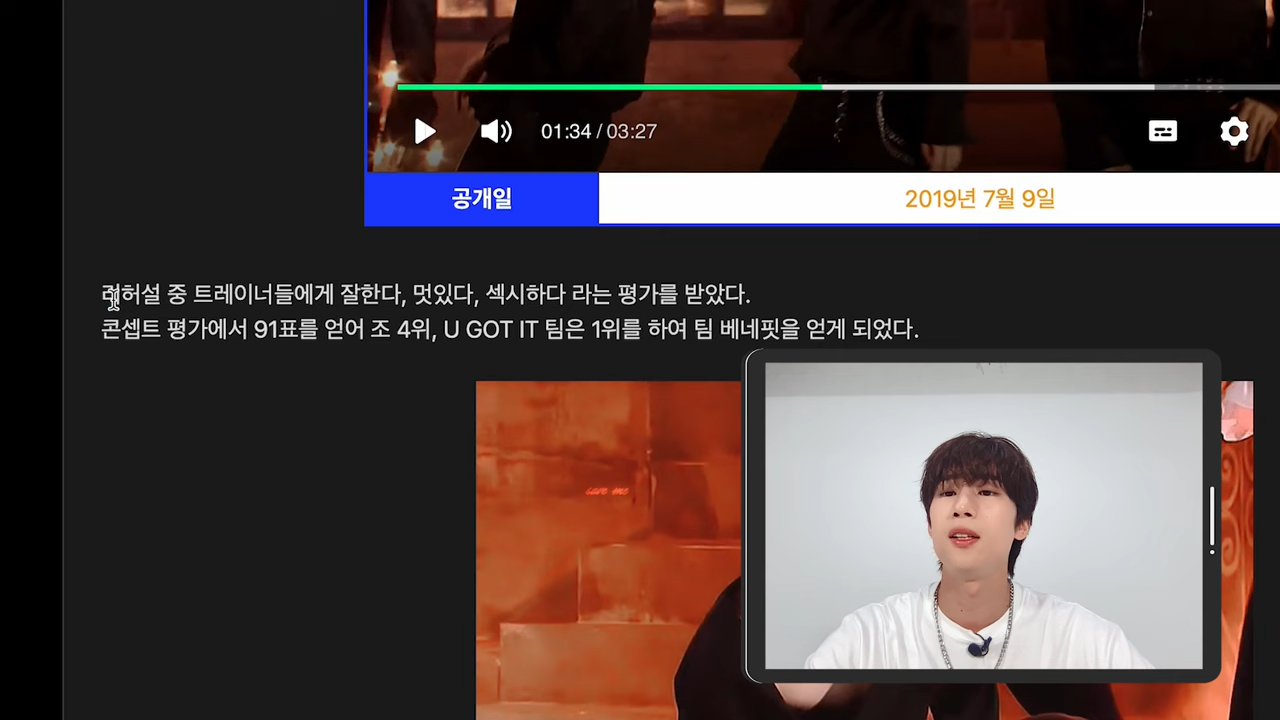 01:34 / 03:27
공개일
2019년 7월 9일
리허설 중 트레이너들에게 잘한다, 멋있다, 섹시하다 라는 평가를 받았다.
콘셉트 평가에서 91표를 얻어 조 4위, U GOT IT 팀은 1위를 하여 팀 베네핏을 얻게 되었다.
save me